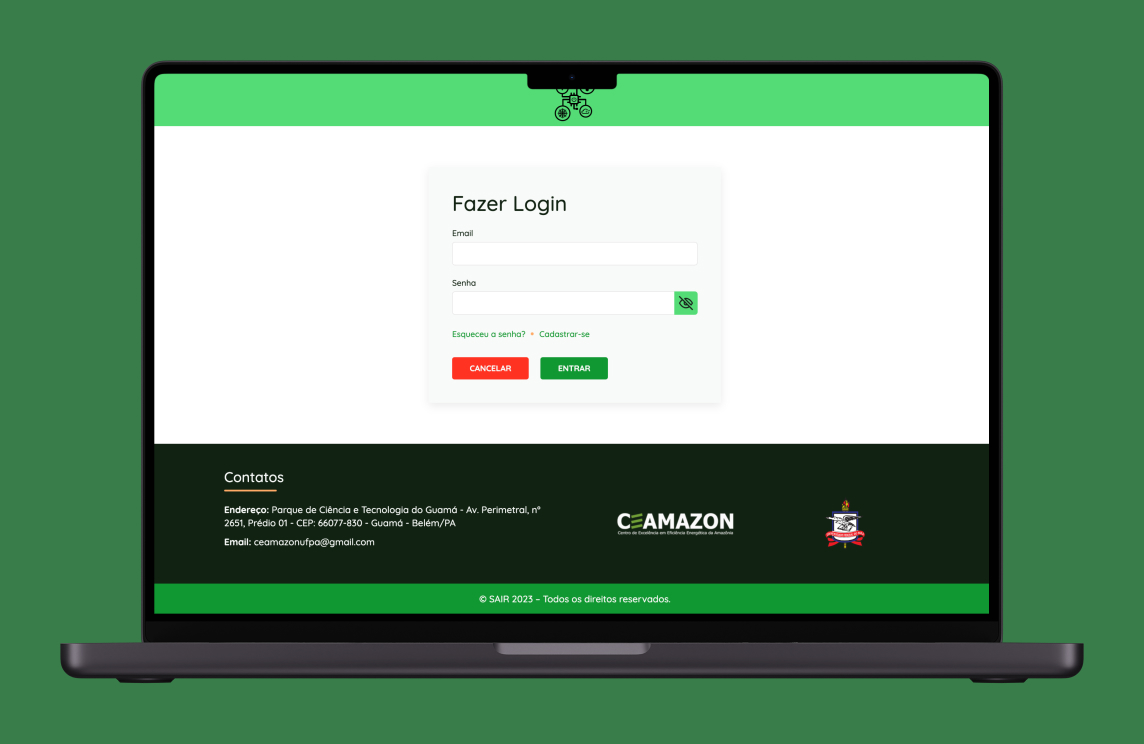 Fazer Login
Email
Senha
Esqueceu a senha? • Cadastrar-se
CANCELAR ENTRAR
Contatos
Endereço: Parque de Ciência e Tecnologia do Guamá - Av. Perimetral, nº
2651, Prédio 01 - CEP: 66077-830 - Guamá - Belém/PA
Email: ceamazonufpa@gmail.com
CEAMAZON
Centro de Excelência em Eficiência Energética da Amazônia
© SAIR 2023 – Todos os direitos reservados.